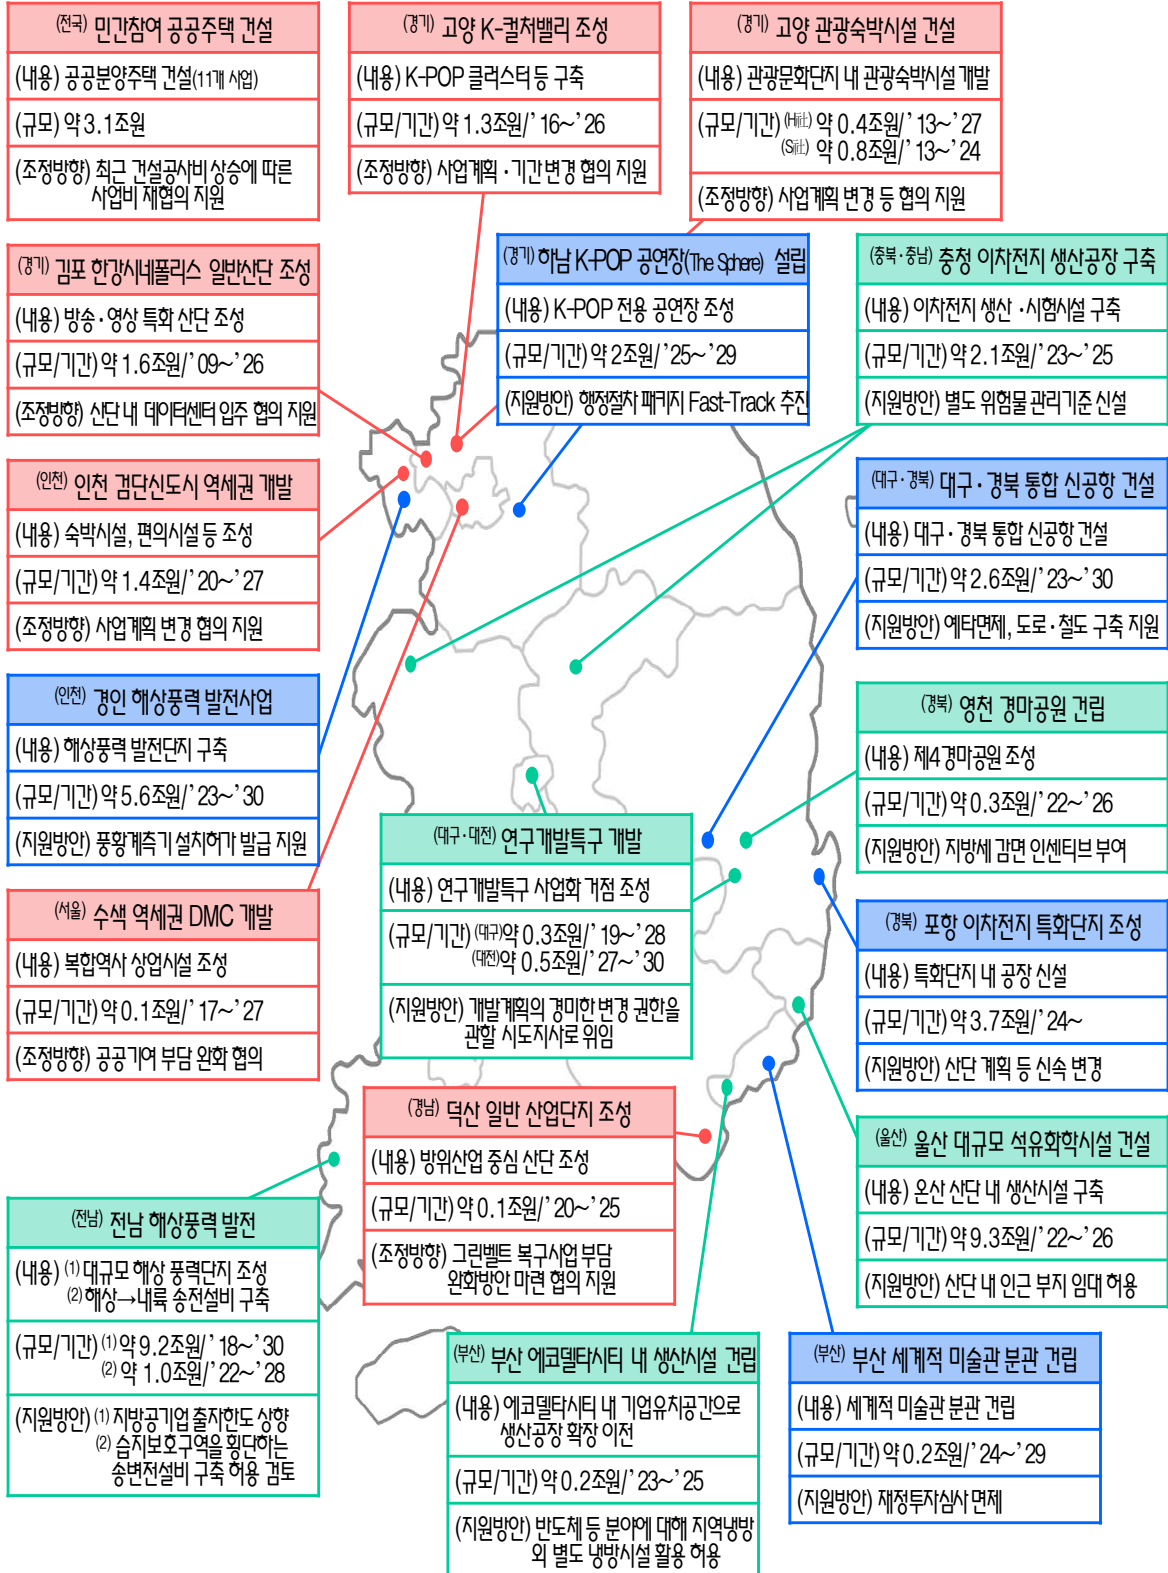 (전국) 민간참여 공공주택 건설
(내용) 공공분양주택 건설(11개 사업)
(규모) 약 3.1조원
(조정방향) 최근 건설공사비 상승에 따른
사업비 재협의 지원
(경기) 고양 K-컬처밸리 조성
(내용) K-POP 클러스터 등 구축
(규모/기간) 약 1.3조원/'16~'26
(조정방향) 사업계획·기간 변경 협의 지원
(경기) 고양 관광숙박시설 건설
(내용) 관광문화단지 내 관광숙박시설 개발
(규모/기간) (H社) 약 0.4조원/'13~'27
(S社) 약 0.8조원/'13~'24
(조정방향) 사업계획 변경 등 협의 지원
(경기) 김포 한강시네폴리스 일반산단 조성
(내용) 방송·영상 특화 산단 조성
(규모/기간) 약 1.6조원/'09~'26
(조정방향) 산단 내 데이터센터 입주 협의 지원
(경기) 하남 K-POP 공연장(The Sphere) 설립
(내용) K-POP 전용 공연장 조성
(규모/기간) 약 2조원/'25~'29
(지원방안) 행정절차 패키지 Fast-Track 추진
(충북·충남) 충청 이차전지 생산공장 구축
(내용) 이차전지 생산·시험시설 구축
(규모/기간) 약 2.1조원/'23~'25
(지원방안) 별도 위험물 관리기준 신설
(인천) 인천 검단신도시 역세권 개발
(내용) 숙박시설, 편의시설 등 조성
(규모/기간) 약 1.4조원/'20~'27
(조정방향) 사업계획 변경 협의 지원
(대구·경북) 대구·경북 통합 신공항 건설
(내용) 대구·경북 통합 신공항 건설
(규모/기간) 약 2.6조원/'23~'30
(지원방안) 예타면제, 도로·철도 구축 지원
(인천) 경인 해상풍력 발전사업
(내용) 해상풍력 발전단지 구축
(규모/기간) 약 5.6조원/'23~'30
(지원방안) 풍황계측기 설치허가 발급 지원
(경북) 영천 경마공원 건립
(내용) 제4경마공원 조성
(규모/기간) 약 0.3조원/'22~'26
(지원방안) 지방세 감면 인센티브 부여
(대구·대전) 연구개발특구 개발
(내용) 연구개발특구 사업화 거점 조성
(규모/기간) (대구)약 0.3조원/'19~'28
(대전)약 0.5조원/'27~'30
(지원방안) 개발계획의 경미한 변경 권한을
관할 시도지사로 위임
(서울) 수색 역세권 DMC 개발
(내용) 복합역사 상업시설 조성
(규모/기간) 약 0.1조원/'17~'27
(조정방향) 공공기여 부담 완화 협의
(경북) 포항 이차전지 특화단지 조성
(내용) 특화단지 내 공장 신설
(규모/기간) 약 3.7조원/'24~
(지원방안) 산단 계획 등 신속 변경
(경남) 덕산 일반 산업단지 조성
(내용) 방위산업 중심 산단 조성
(규모/기간) 약 0.1조원/'20~'25
(조정방향) 그린벨트 복구사업 부담
완화방안 마련 협의 지원
(울산) 울산 대규모 석유화학시설 건설
(내용) 온산 산단 내 생산시설 구축
(규모/기간) 약 9.3조원/'22~'26
(지원방안) 산단 내 인근 부지 임대 허용
(전남) 전남 해상풍력 발전
(내용) (1) 대규모 해상 풍력단지 조성
(2) 해상→내륙 송전설비 구축
(규모/기간) (1) 약 9.2조원/'18~'30
(2) 약 1.0조원/'22~'28
(지원방안) (1) 지방공기업 출자한도 상향
(2) 습지보호구역을 횡단하는
송변전설비 구축 허용 검토
(부산) 부산 에코델타시티 내 생산시설 건립
(내용) 에코델타시티 내 기업유치공간으로
생산공장 확장 이전
(규모/기간) 약 0.2조원/'23~'25
(지원방안) 반도체 등 분야에 대해 지역냉방
외 별도 냉방시설 활용 허용
(부산) 부산 세계적 미술관 분관 건립
(내용) 세계적 미술관 분관 건립
(규모/기간) 약 0.2조원/'24~'29
(지원방안) 재정투자심사 면제